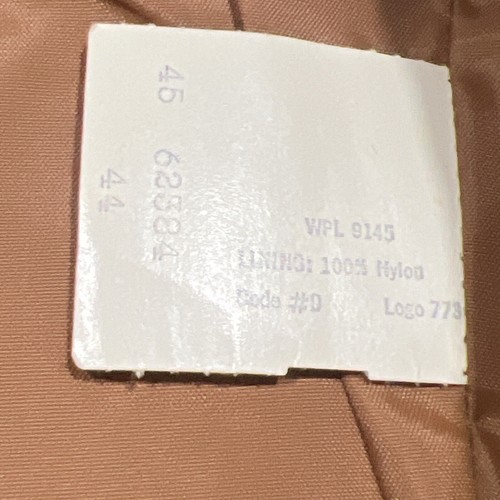 45 62584
44
WPL 9145
LINING: 100% Nylon
Code #0 Logo 773